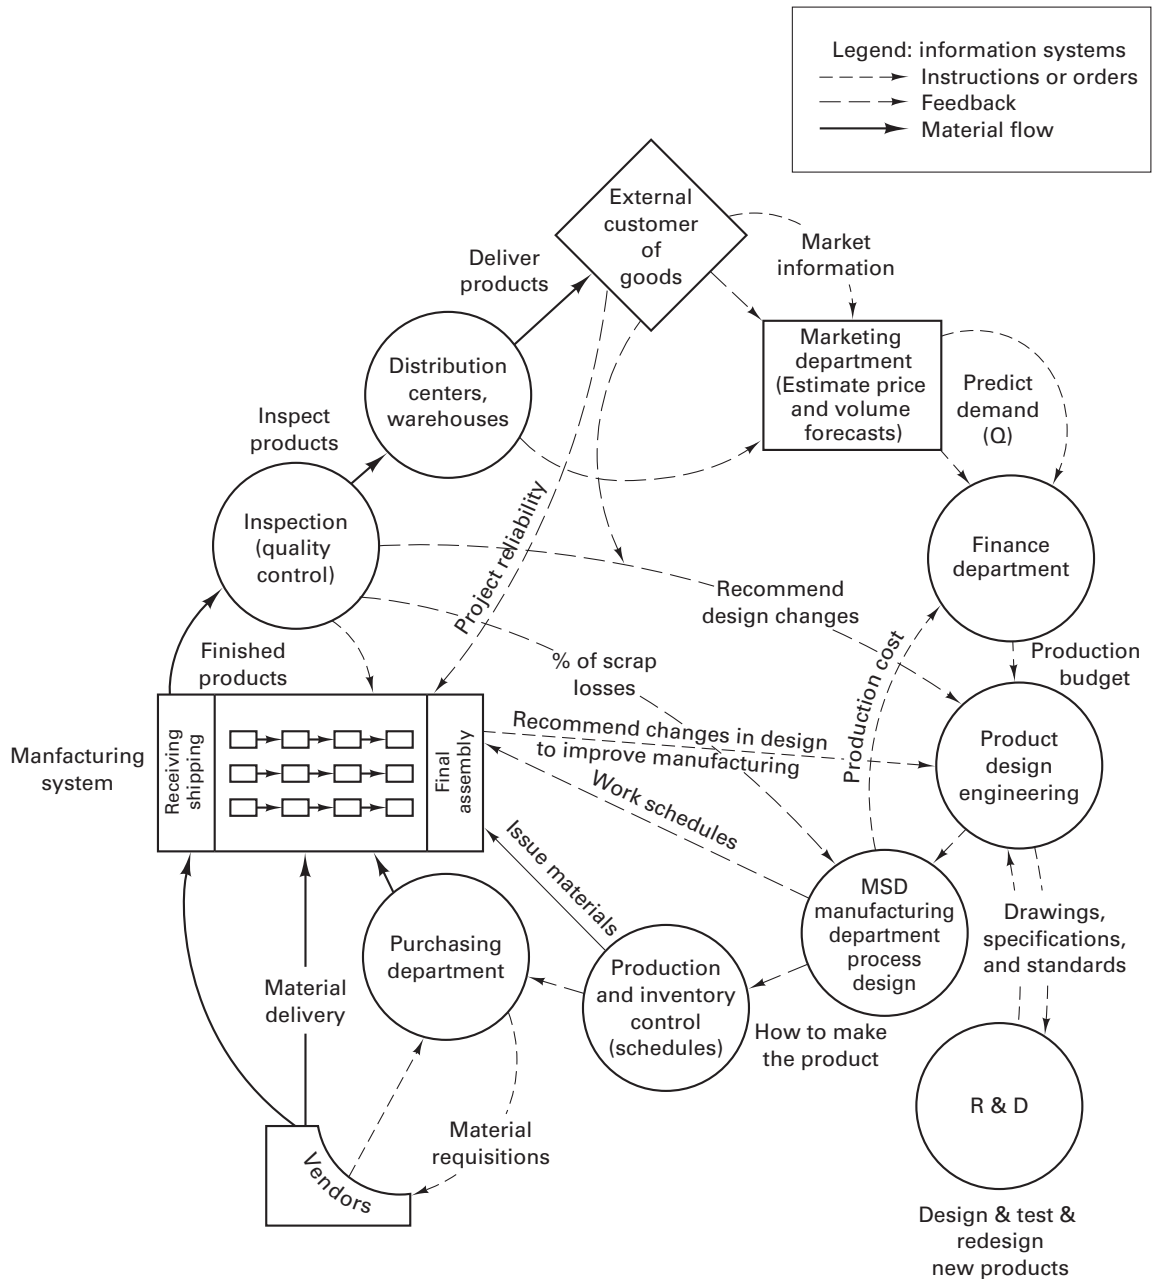 Legend: information systems
Instructions or orders
Feedback
Material flow
External
customer
of
goods
Market
information
Deliver
products
Marketing
department
(Estimate price
and volume
forecasts)
Predict
demand
(Q)
Distribution
centers,
warehouses
Inspect
products
Inspection
(quality
control)
Project reliability
Finance
department
Recommend
design changes
Production
budget
Finished
products
% of scrap
losses
Production cost
Manfacturing
system
Receiving
shipping
Final
assembly
Recommend changes in design
to improve manufacturing
Work schedules
Product
design
engineering
Issue materials
MSD
manufacturing
department
process
design
Drawings,
specifications,
and standards
Purchasing
department
Production
and inventory
control
(schedules)
Material
delivery
How to make
the product
R & D
Material
requisitions
Vendors
Design & test &
redesign
new products